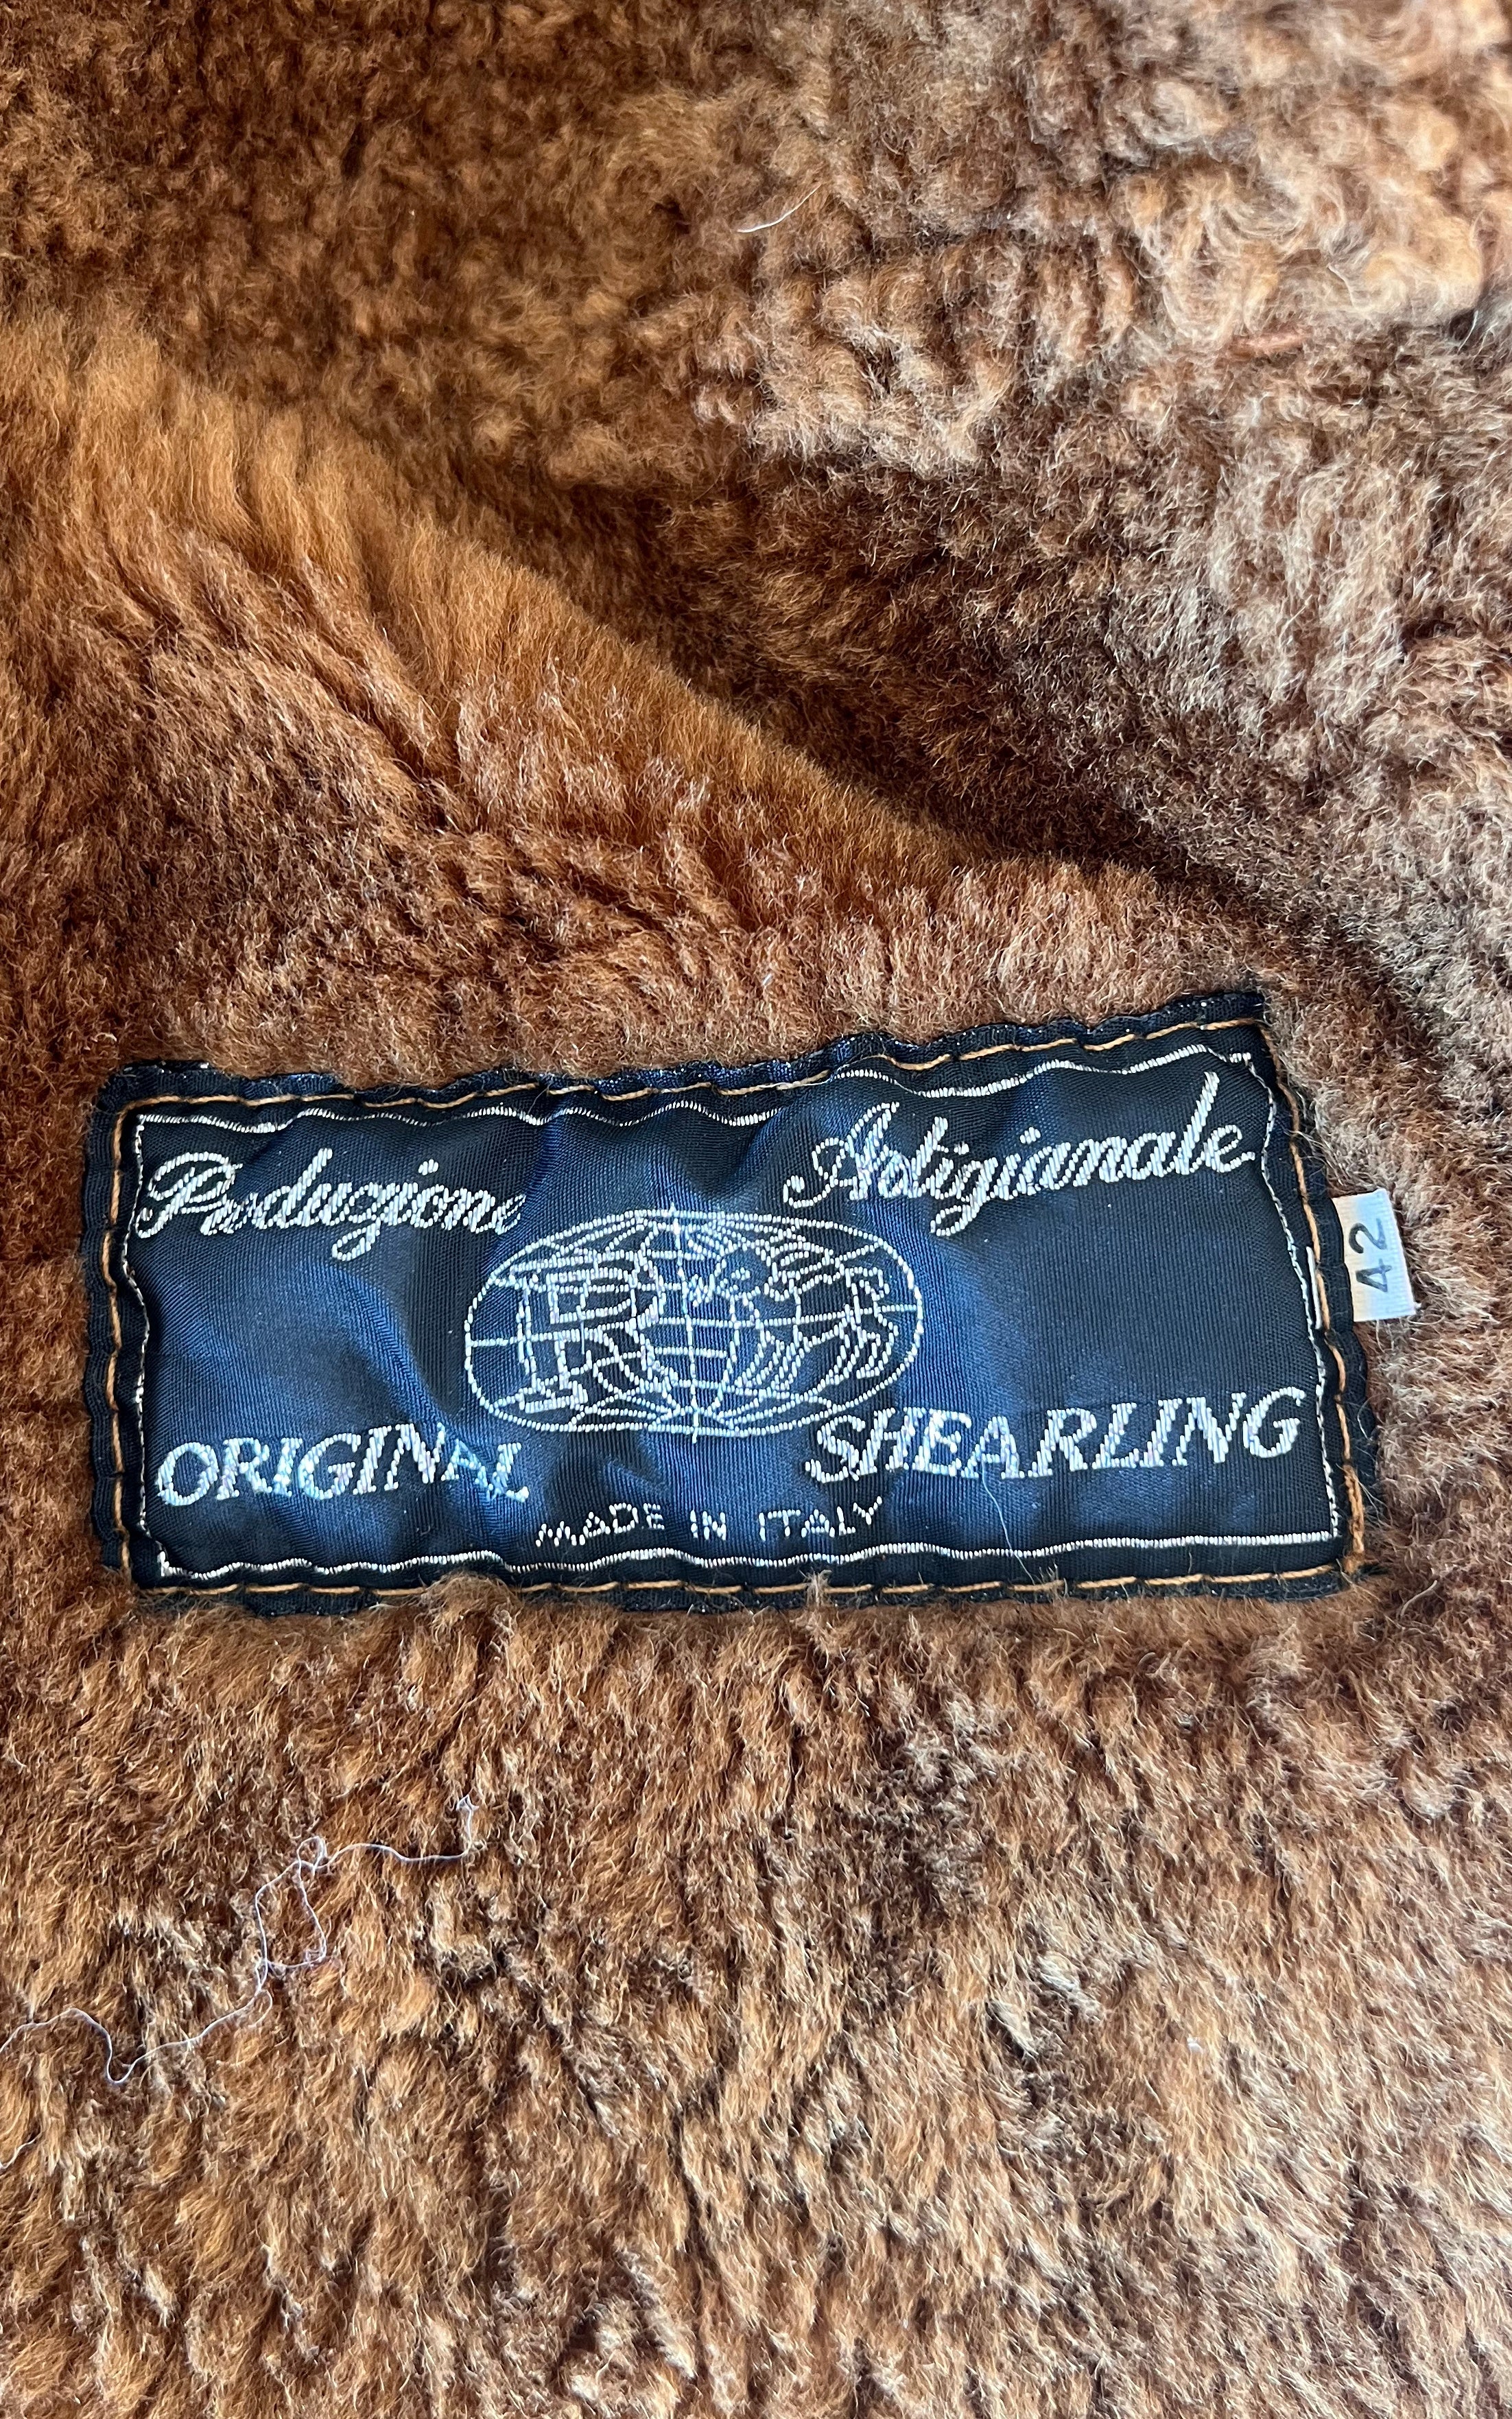 Produzione Artigianale
ORIGINAL SHEARLING
MADE IN ITALY
42